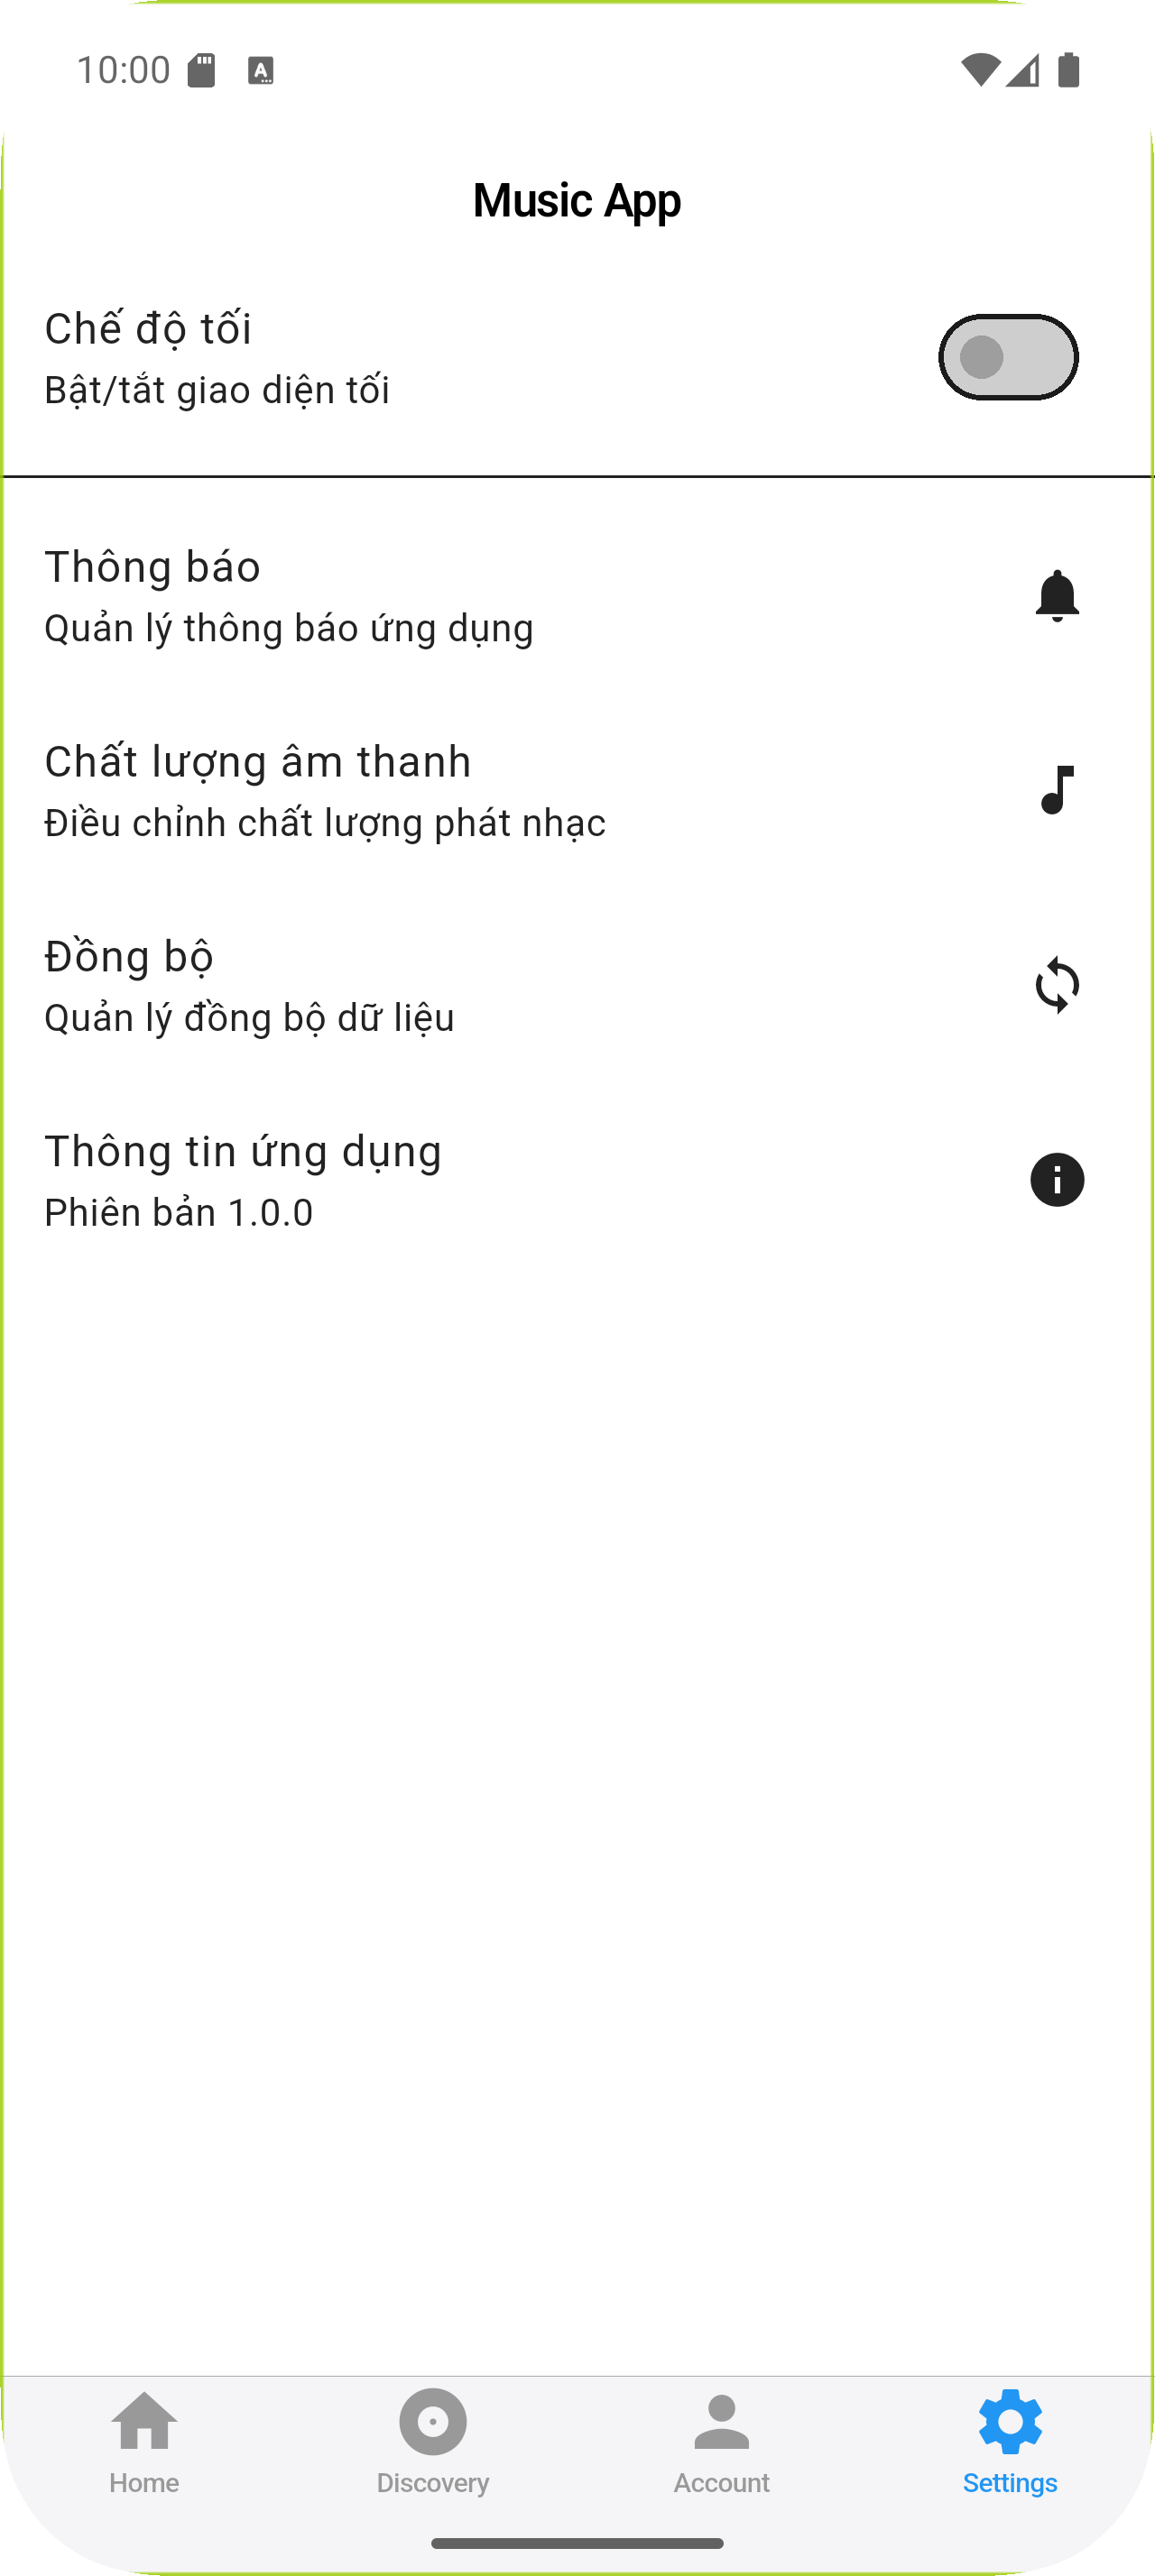 10:00
Music App
Chế độ tối
Bật/tắt giao diện tối
Thông báo
Quản lý thông báo ứng dụng
Chất lượng âm thanh
Điều chỉnh chất lượng phát nhạc
Đồng bộ
Quản lý đồng bộ dữ liệu
Thông tin ứng dụng
Phiên bản 1.0.0
Home
Discovery
Account
Settings